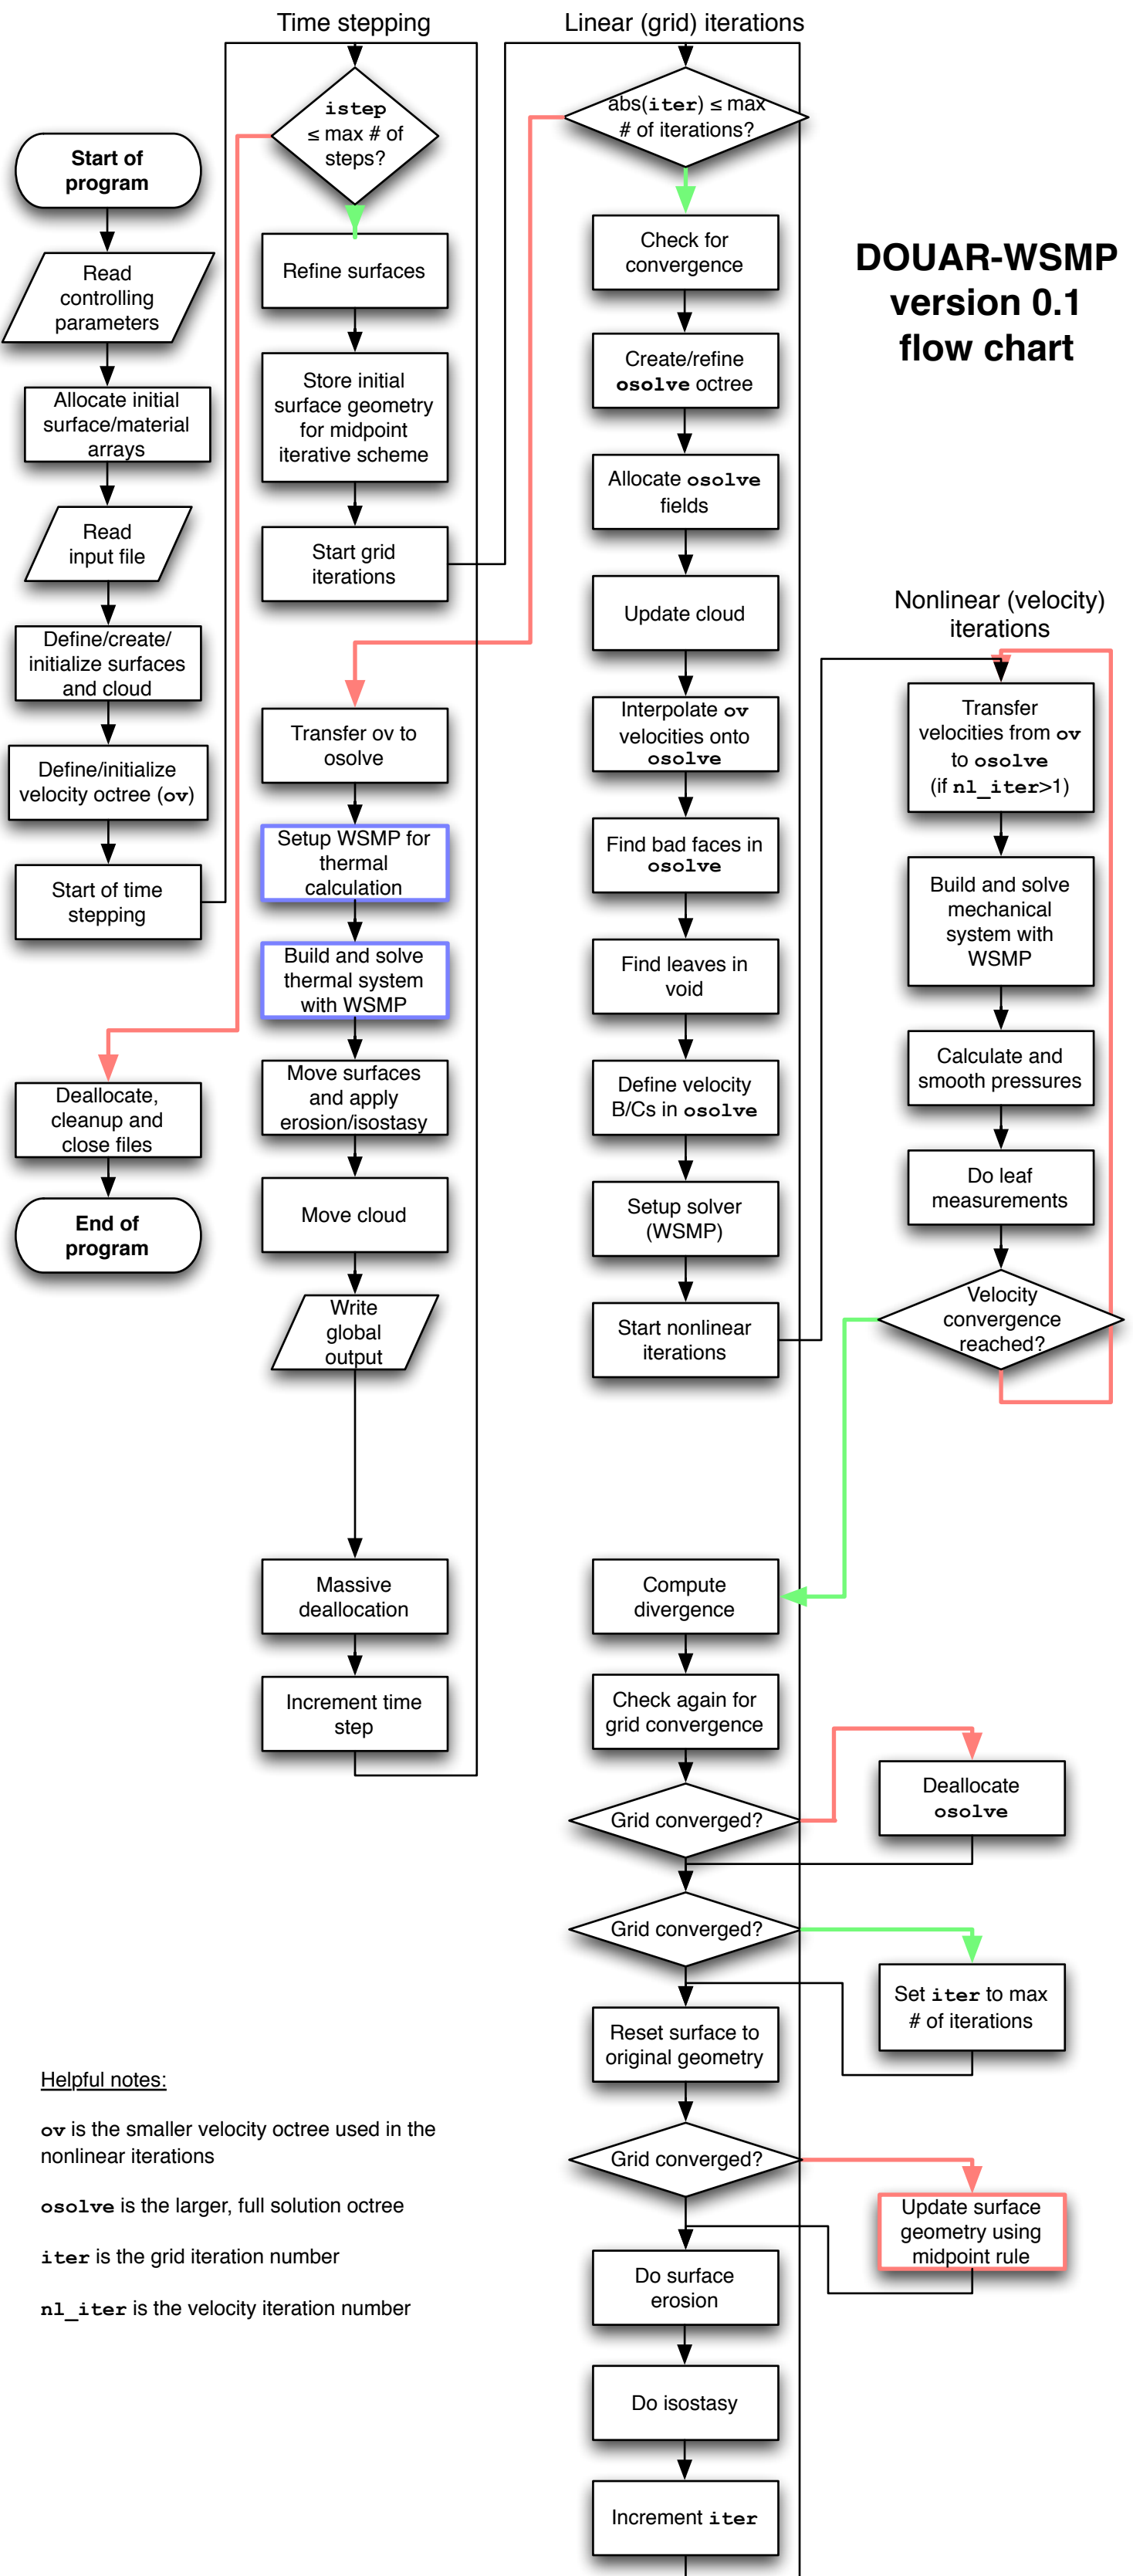 Time stepping
Linear (grid) iterations
DOUAR-WSMP
version 0.1
flow chart
Start of
program
Read
controlling
parameters
Allocate initial
surface/material
arrays
Read
input file
Define/create/
initialize surfaces
and cloud
Define/initialize
velocity octree (ov)
Start of time
stepping
Deallocate,
cleanup and
close files
End of
program
istep
≤ max # of
steps?
Refine surfaces
Store initial
surface geometry
for midpoint
iterative scheme
Start grid
iterations
Transfer ov to
osolve
Setup WSMP for
thermal
calculation
Build and solve
thermal system
with WSMP
Move surfaces
and apply
erosion/isostasy
Move cloud
Write
global
output
Massive
deallocation
Increment time
step
abs(iter) ≤ max
# of iterations?
Check for
convergence
Create/refine
osolve octree
Allocate osolve
fields
Update cloud
Interpolate ov
velocities onto
osolve
Find bad faces in
osolve
Find leaves in
void
Define velocity
B/Cs in osolve
Setup solver
(WSMP)
Start nonlinear
iterations
Nonlinear (velocity)
iterations
Transfer
velocities from ov
to osolve
(if nl_iter>1)
Build and solve
mechanical
system with
WSMP
Calculate and
smooth pressures
Do leaf
measurements
Velocity
convergence
reached?
Compute
divergence
Check again for
grid convergence
Grid converged?
Deallocate
osolve
Grid converged?
Set iter to max
# of iterations
Reset surface to
original geometry
Grid converged?
Update surface
geometry using
midpoint rule
Do surface
erosion
Do isostasy
Increment iter
Helpful notes:
ov is the smaller velocity octree used in the
nonlinear iterations
osolve is the larger, full solution octree
iter is the grid iteration number
nl_iter is the velocity iteration number